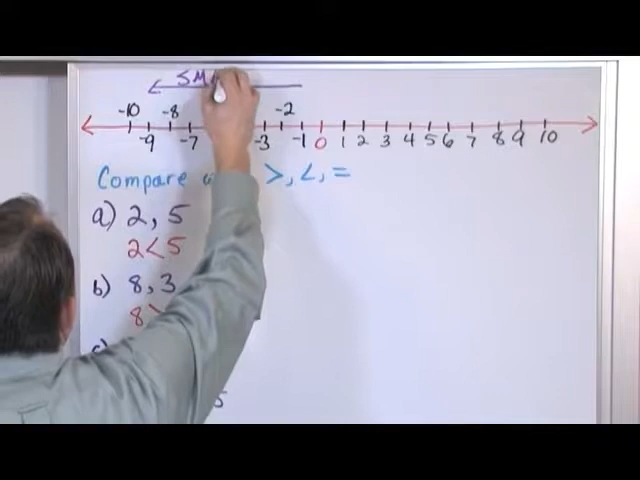 SM
-10 -8 -2
-9 -7 -3 -1 0 1 2 3 4 5 6 7 8 9 10
Compare >, <, =
a) 2, 5
2 < 5
b) 8, 3
8 >
5